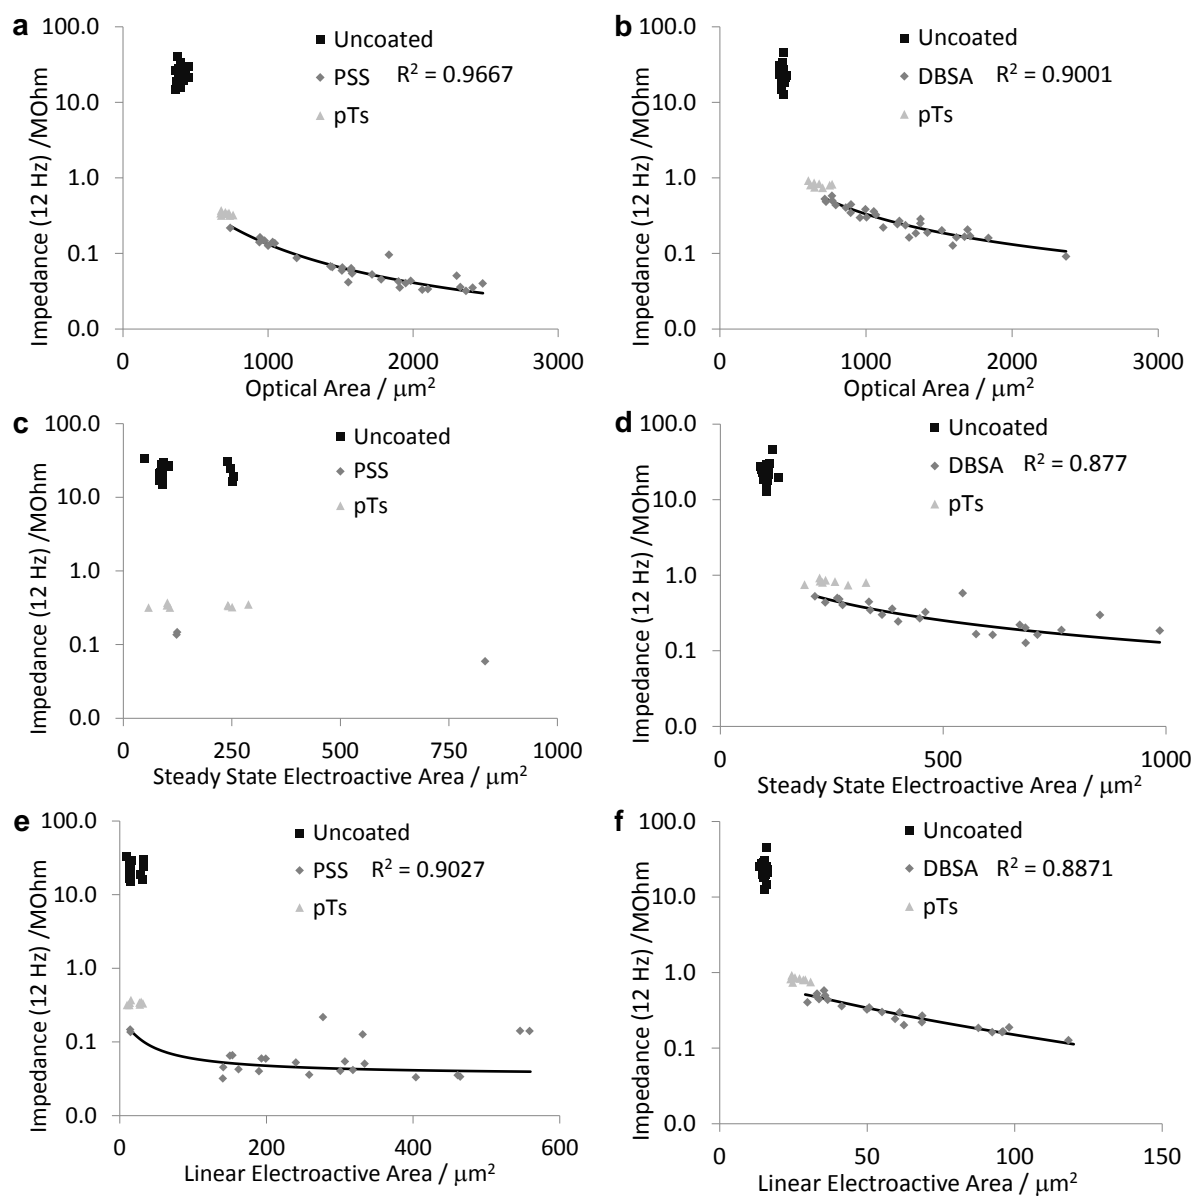 a
100.0
10.0
1.0
0.1
0.0
Impedance (12 Hz) /MOhm
Uncoated
PSS R² = 0.9667
pTs
0 1000 2000 3000
Optical Area / μm²
b
100.0
10.0
1.0
0.1
0.0
Impedance (12 Hz) /MOhm
Uncoated
DBSA R² = 0.9001
pTs
0 1000 2000 3000
Optical Area / μm²
c
100.0
10.0
1.0
0.1
0.0
Impedance (12 Hz) /MOhm
Uncoated
PSS
pTs
0 250 500 750 1000
Steady State Electroactive Area / μm²
d
100.0
10.0
1.0
0.1
0.0
Impedance (12 Hz) /MOhm
Uncoated
DBSA R² = 0.877
pTs
0 500 1000
Steady State Electroactive Area / μm²
e
100.0
10.0
1.0
0.1
0.0
Impedance (12 Hz) /MOhm
Uncoated
PSS R² = 0.9027
pTs
0 200 400 600
Linear Electroactive Area / μm²
f
100.0
10.0
1.0
0.1
0.0
Impedance (12 Hz) /MOhm
Uncoated
DBSA R² = 0.8871
pTs
0 50 100 150
Linear Electroactive Area / μm²